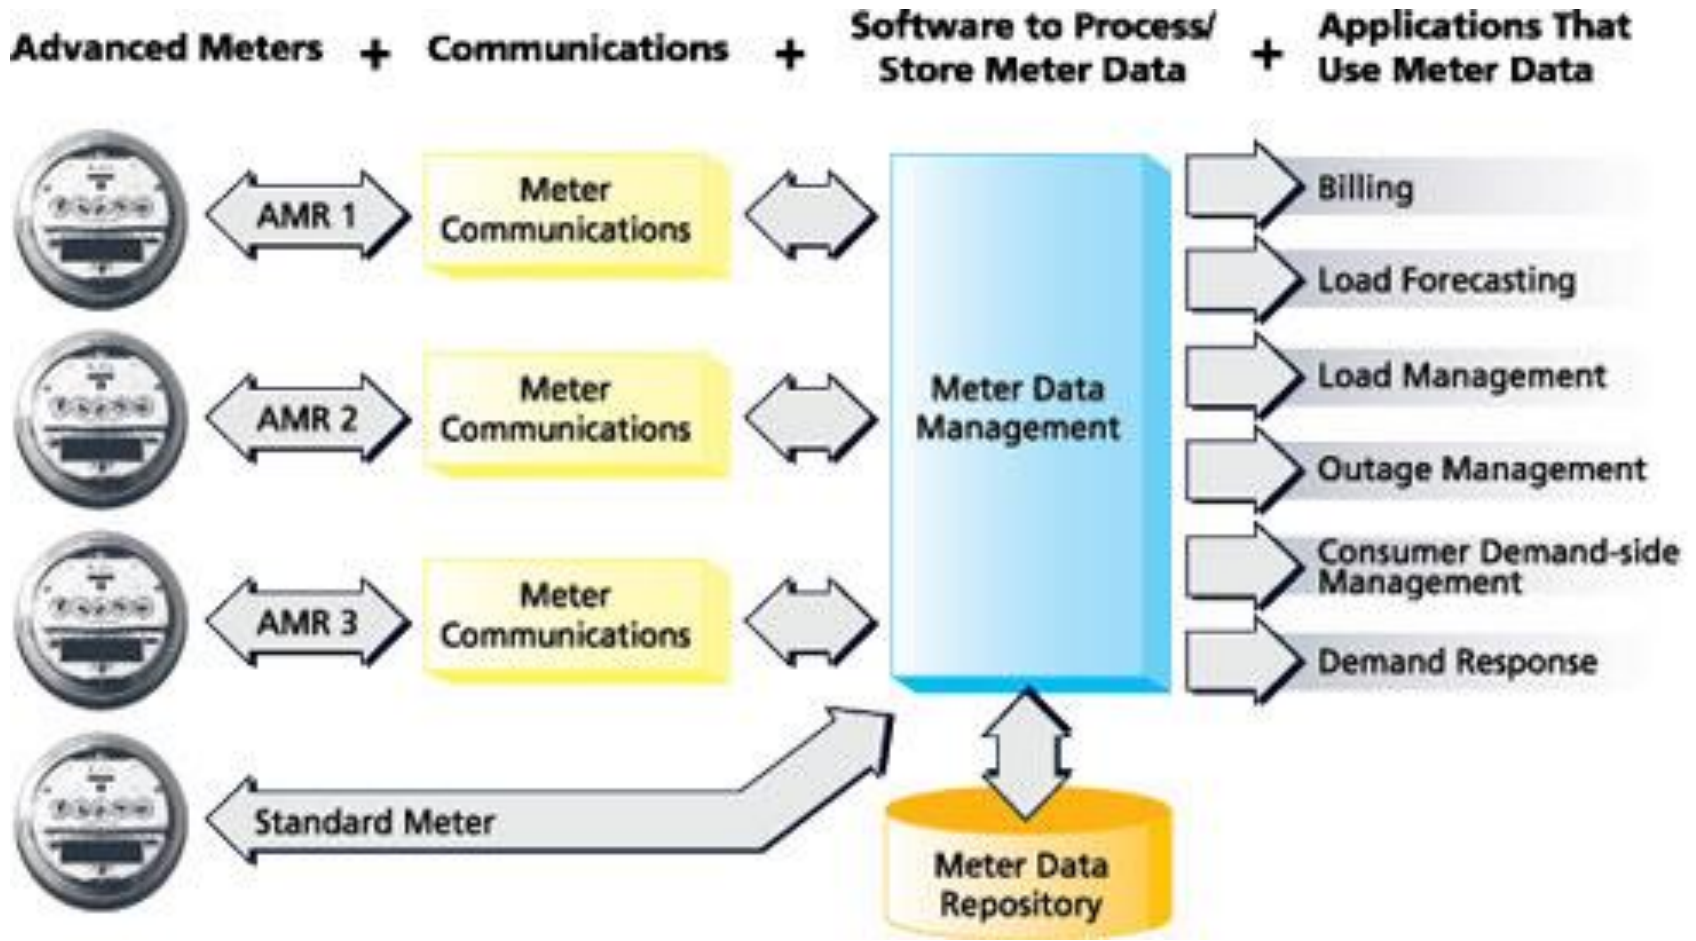 Advanced Meters + Communications + Software to Process/
Store Meter Data + Applications That
Use Meter Data
AMR 1
Meter
Communications
AMR 2
Meter
Communications
AMR 3
Meter
Communications
Standard Meter
Meter Data
Management
Meter Data
Repository
Billing
Load Forecasting
Load Management
Outage Management
Consumer Demand-side
Management
Demand Response